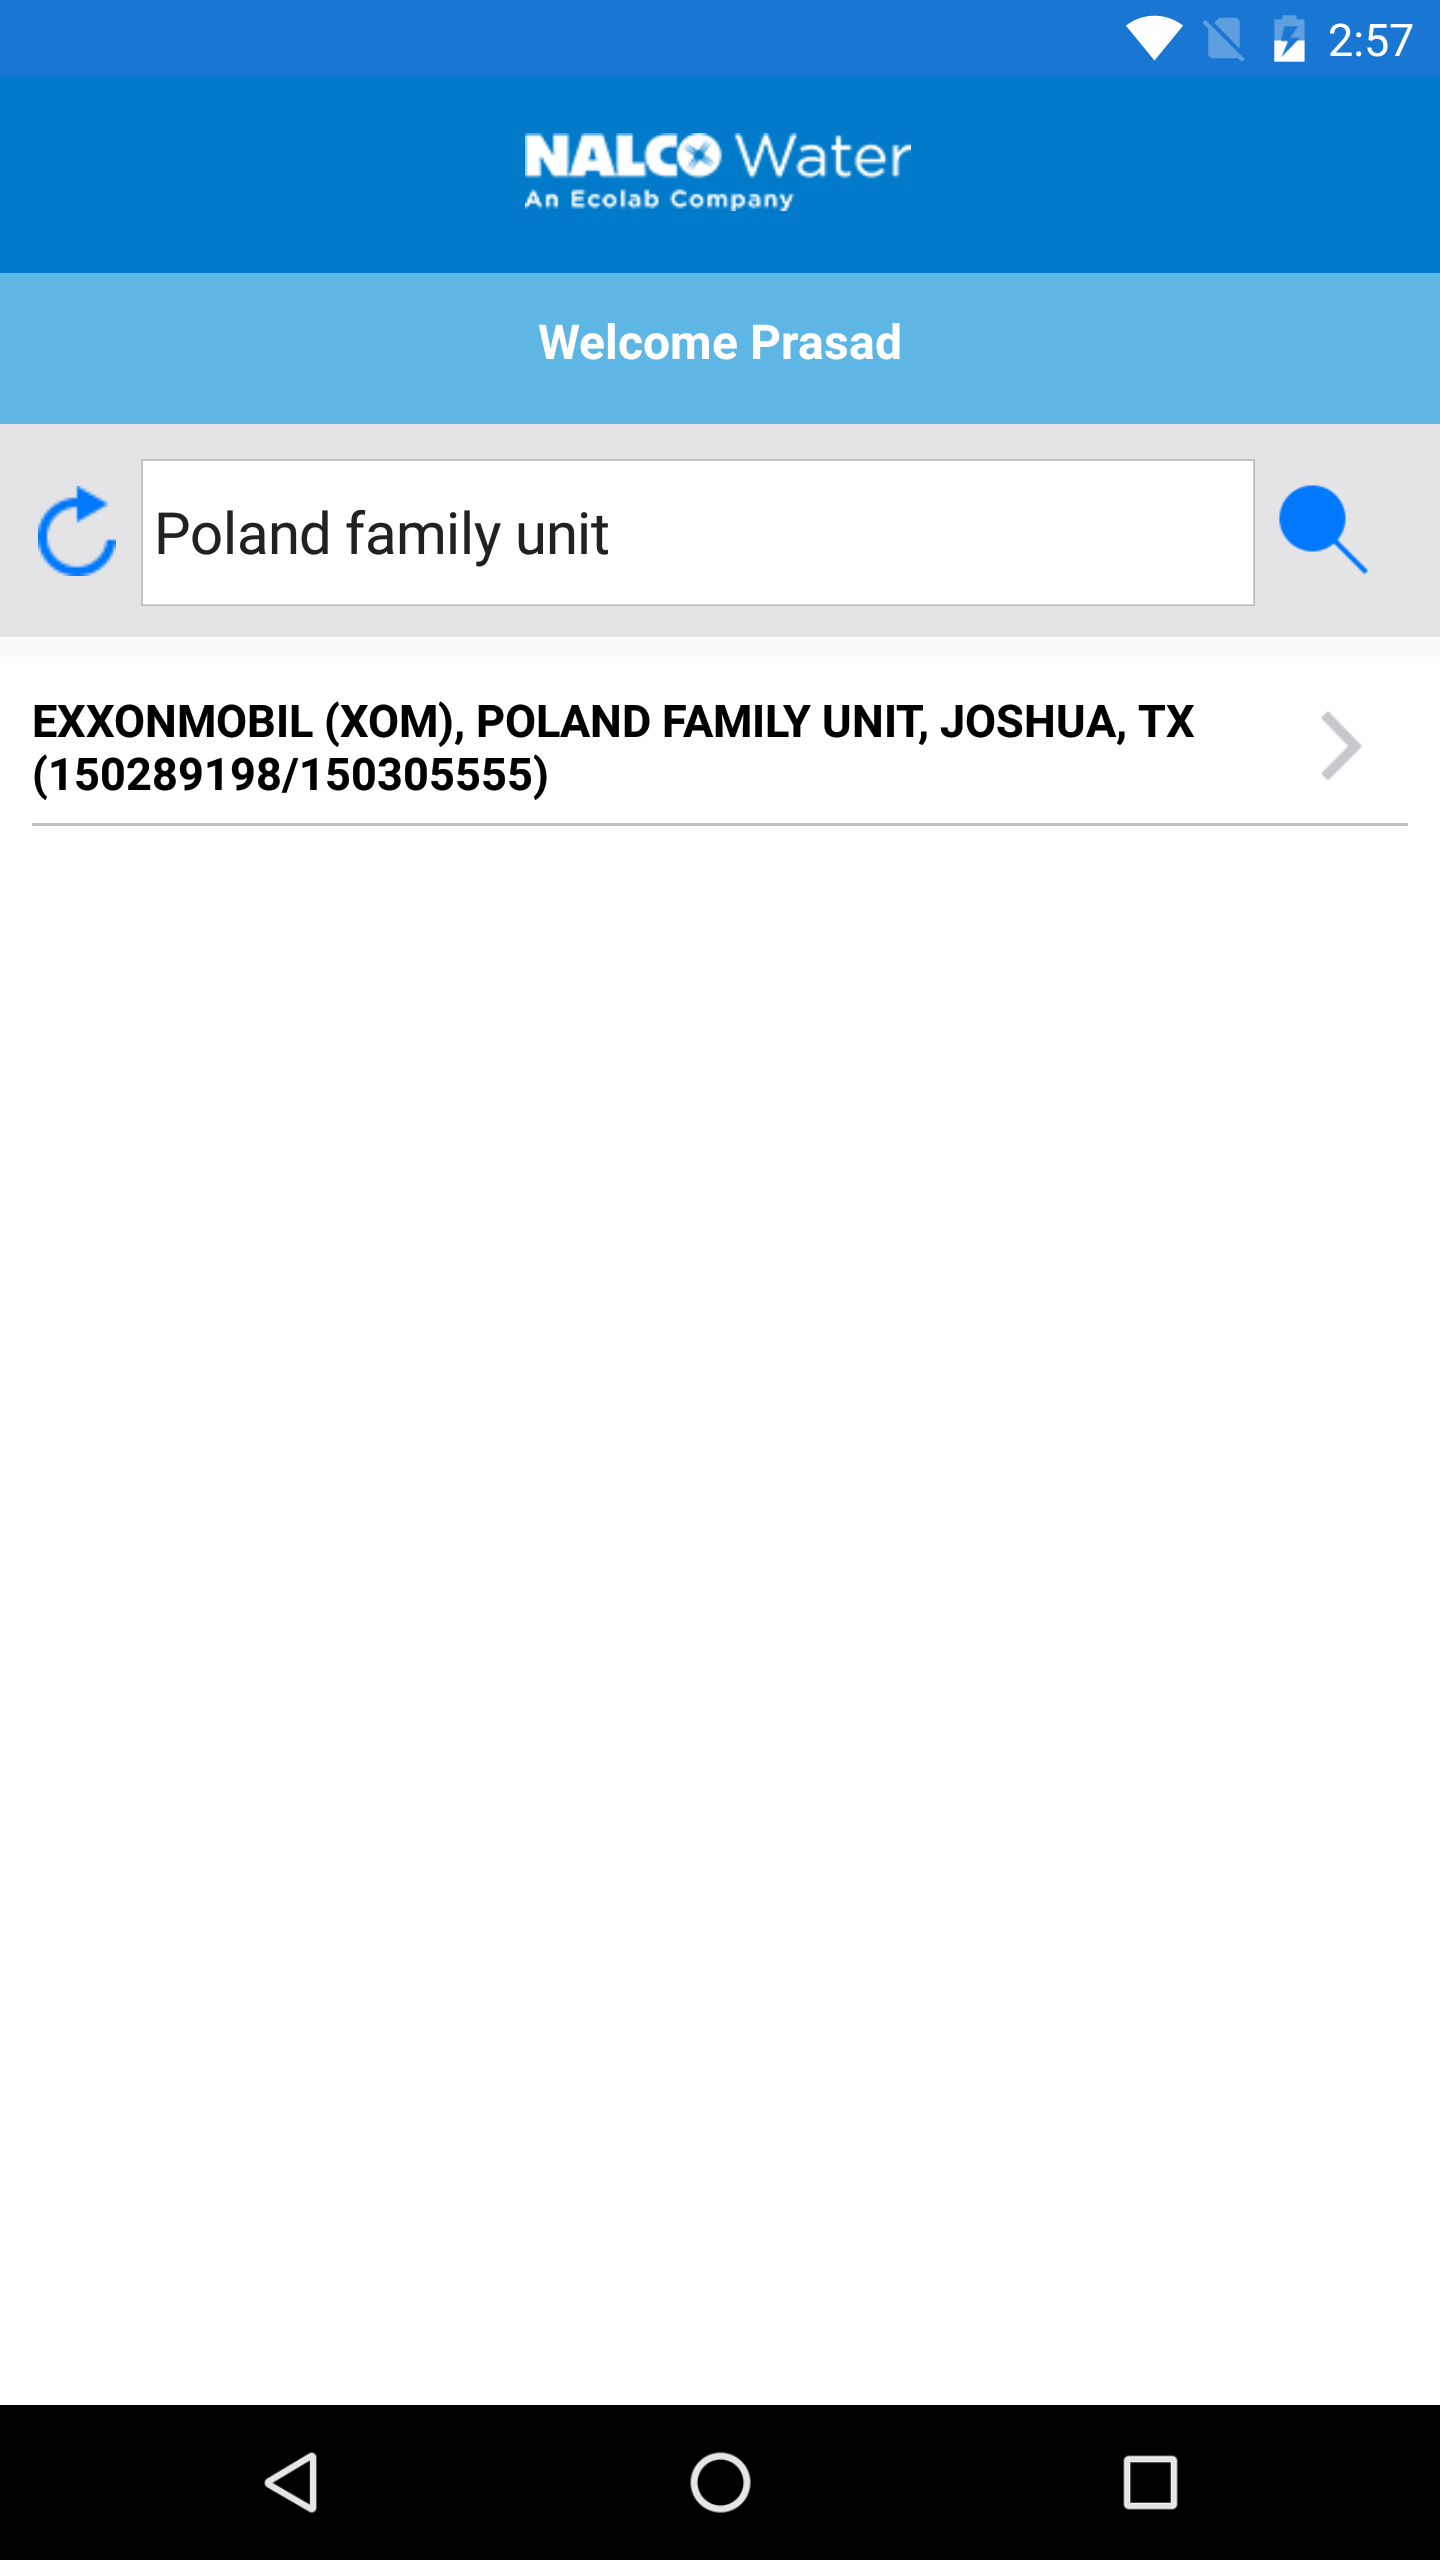 2:57
NALCO Water
An Ecolab Company
Welcome Prasad
Poland family unit
EXXONMOBIL (XOM), POLAND FAMILY UNIT, JOSHUA, TX
(150289198/150305555)